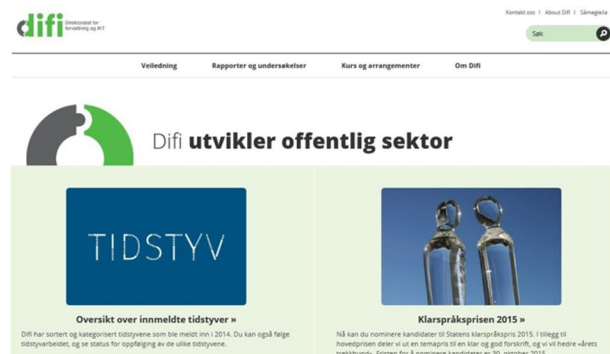 Kontakt oss | About Difi | Sámegiella
difi Direktoratet for
forvaltning og IKT
Søk
Veiledning Rapporter og undersøkelser Kurs og arrangementer Om Difi
Difi utvikler offentlig sektor
TIDSTYV
Oversikt over innmeldte tidstyver »
Difi har sortert og kategorisert tidstyvene som ble meldt inn i 2014. Du kan også følge
tidstyvarbeidet, og se status for oppfølging av de ulike tidstyvene.
Klarspråksprisen 2015 »
Nå kan du nominere kandidater til Statens klarspråkspris 2015. I tillegg til
hovedprisen deler vi ut en temapris til en klar og god forskrift, og vi vil hedre «årets